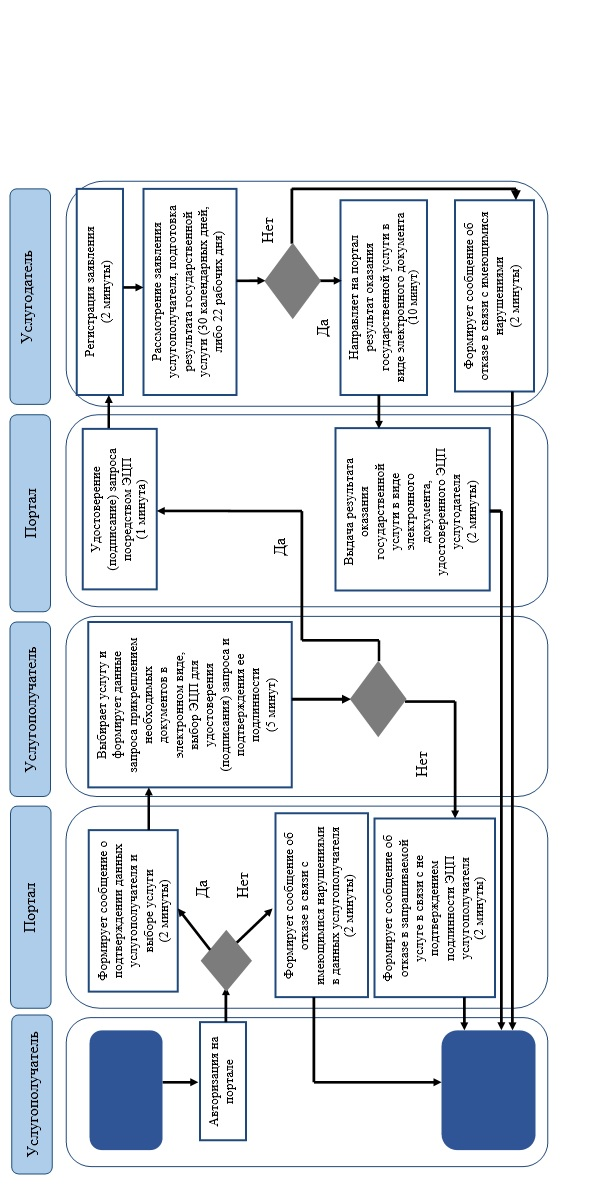 Услугополучатель
Портал
Услугополучатель
Портал
Услугодатель
Авторизация на
портале
Формирует сообщение о
подтверждении данных
услугополучателя и
выборе услуги
(2 минуты)
Да
Нет
Формирует сообщение об
отказе в связи с
имеющимися нарушениями
в данных услугополучателя
(2 минуты)
Формирует сообщение об
отказе в запрашиваемой
услуге в связи с не
подтверждением
подлинности ЭЦП
услугополучателя
(2 минуты)
Выбирает услугу и
формирует данные
запроса прикреплением
необходимых
документов в
электронном виде,
выбор ЭЦП для
удостоверения
(подписания) запроса и
подтверждения ее
подлинности
(5 минут)
Нет
Да
Удостоверение
(подписание) запроса
посредством ЭЦП
(1 минута)
Выдача результата
оказания
государственной
услуги в виде
электронного
документа,
удостоверенного ЭЦП
услугодателя
(2 минуты)
Регистрация заявления
(2 минуты)
Рассмотрение заявления
услугополучателя, подготовка
результата государственной
услуги (30 календарных дней,
либо 22 рабочих дня)
Нет
Да
Направляет на портал
результат оказания
государственной услуги в
виде электронного документа
(10 минут)
Формирует сообщение об
отказе в связи с имеющимися
нарушениями
(2 минуты)